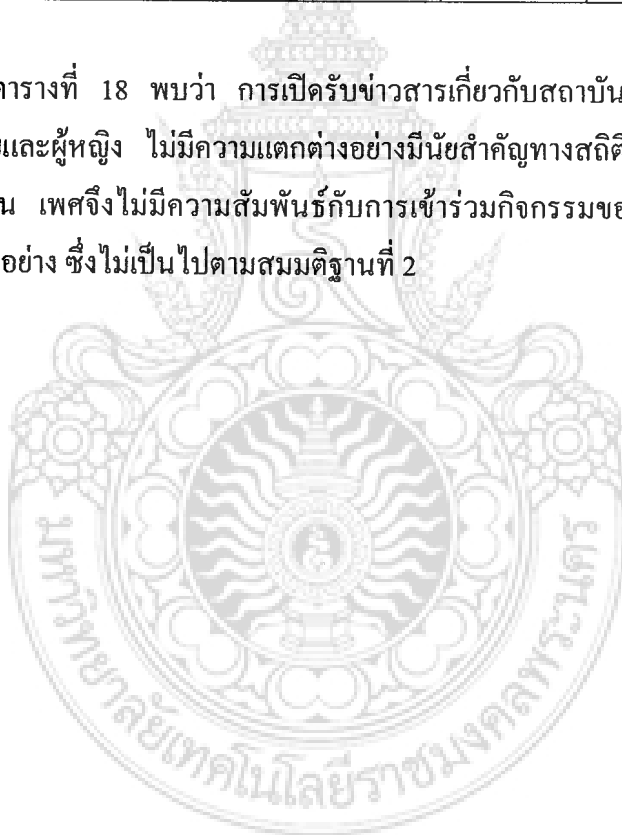 ตารางที่ 18 พบว่า การเปิดรับข่าวสารเกี่ยวกับสถาบัน
และผู้หญิง ไม่มีความแตกต่างอย่างมีนัยสำคัญทางสถิติ
น เพศจึงไม่มีความสัมพันธ์กับการเข้าร่วมกิจกรรมขอ
อย่าง ซึ่งไม่เป็นไปตามสมมติฐานที่ 2
มหาวิทยาลัยเทคโนโลยีราชมงคลพระนคร